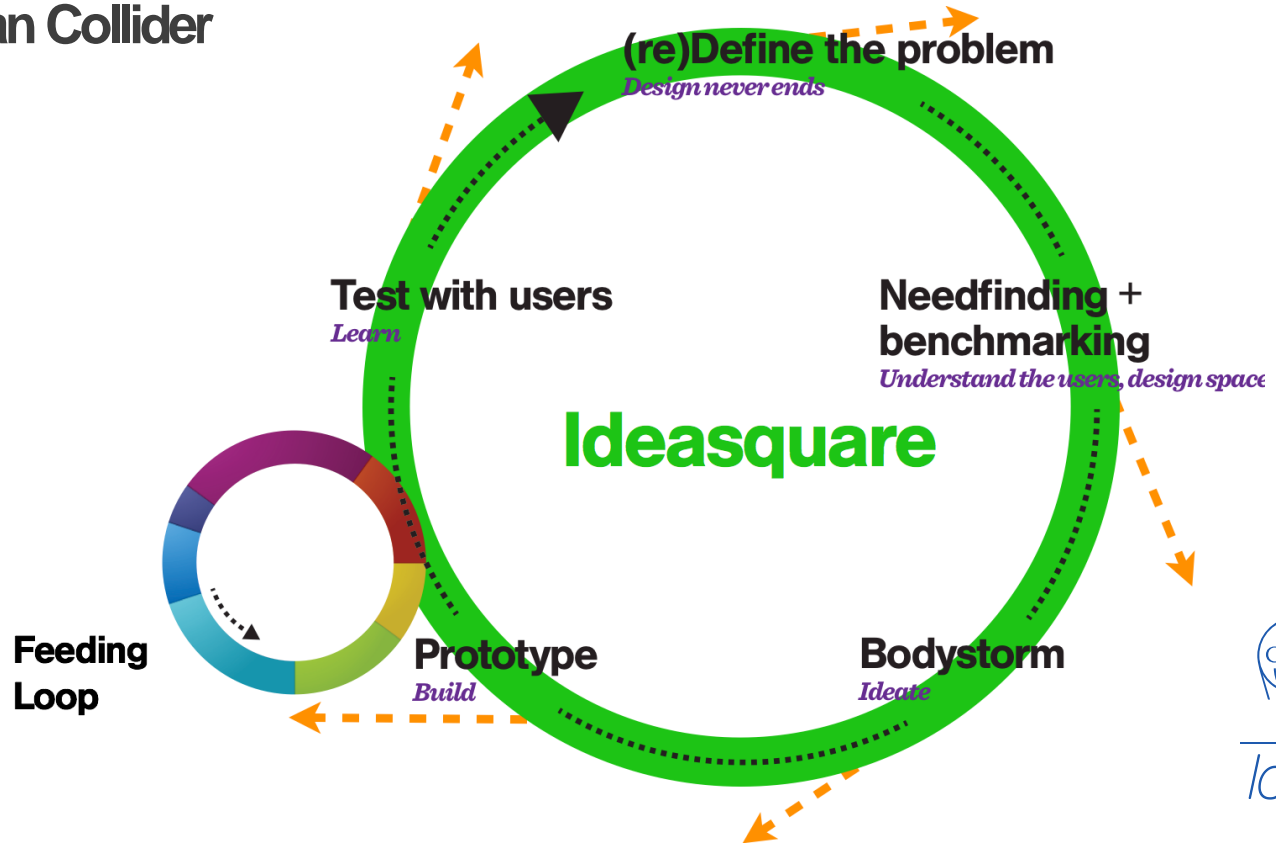 an Collider
(re)Define the problem
Design never ends
Test with users
Learn
Needfinding +
benchmarking
Understand the users, design space
Ideasquare
Feeding
Loop
Prototype
Build
Bodystorm
Ideate